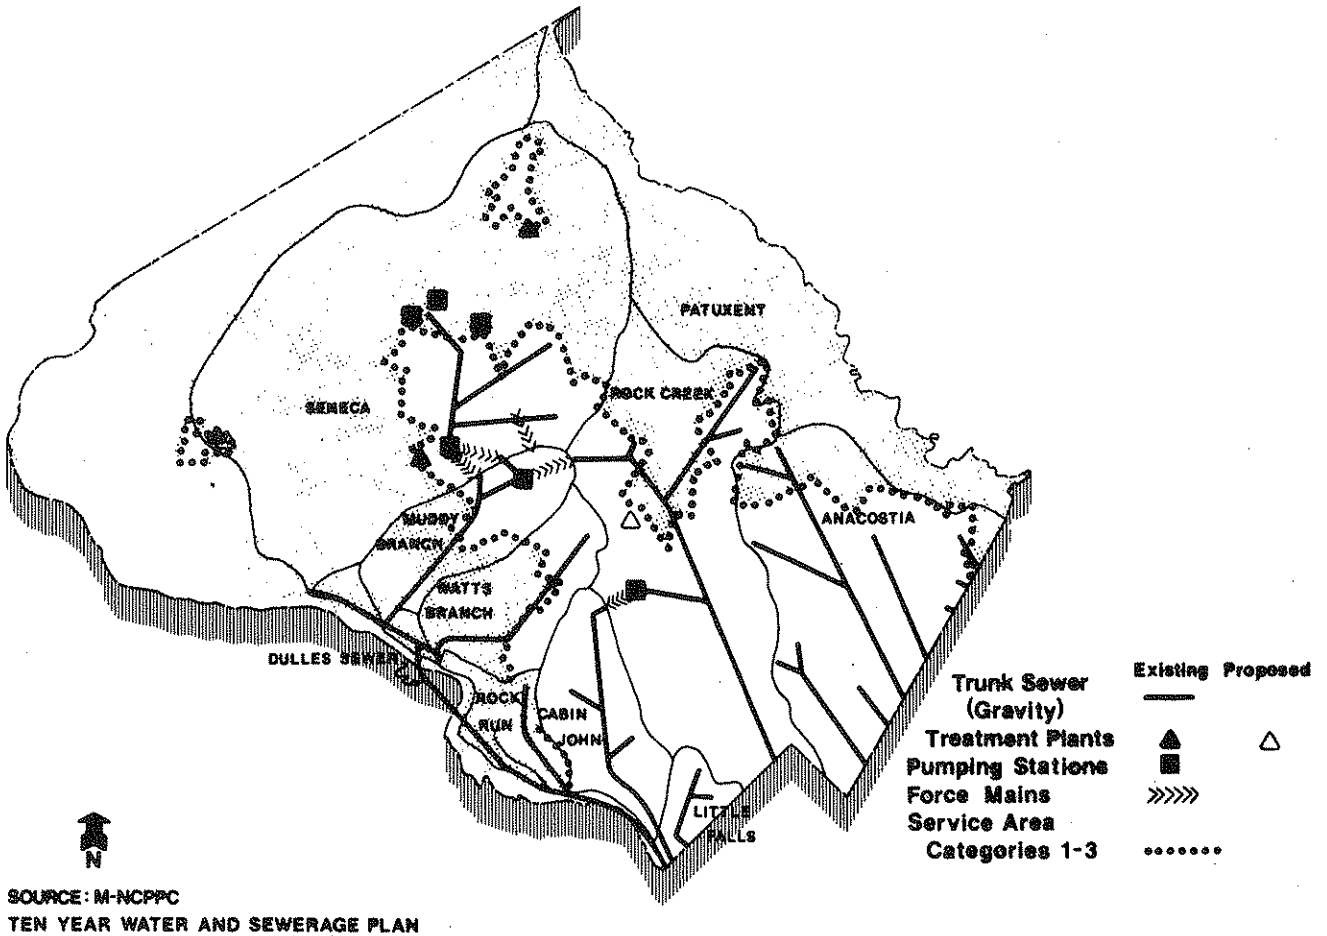 PATUXENT
ROCK CREEK
SENECA
MUDDY
BRANCH
ANACOSTIA
WATTS
BRANCH
DULLES SEWER
ROCK
RUN
CABIN
JOHN
LITTLE
FALLS
Existing Proposed
Trunk Sewer
(Gravity)
Treatment Plants
Pumping Stations
Force Mains
Service Area
Categories 1-3
N
SOURCE: M-NCPPC
TEN YEAR WATER AND SEWERAGE PLAN